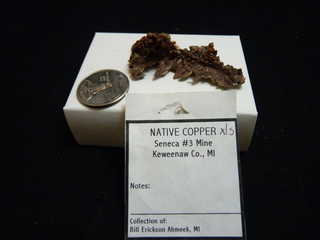 NATIVE COPPER xls
Seneca #3 Mine
Keweenaw Co., MI
Notes:
Collection of:
Bill Erickson Ahmeek, MI